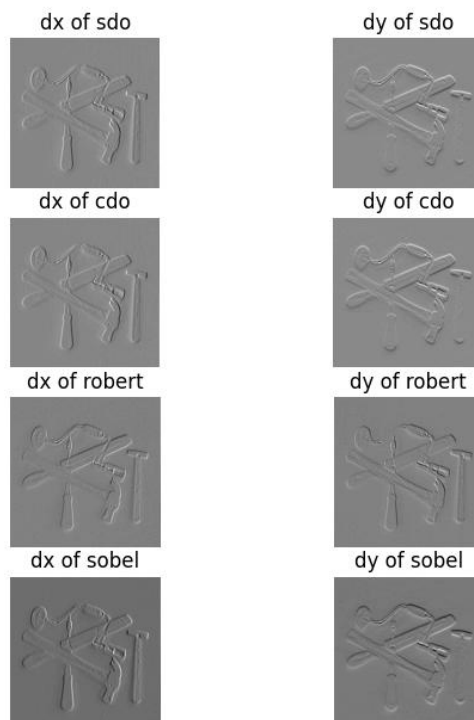 dx of sdo
dy of sdo
dx of cdo
dy of cdo
dx of robert
dy of robert
dx of sobel
dy of sobel